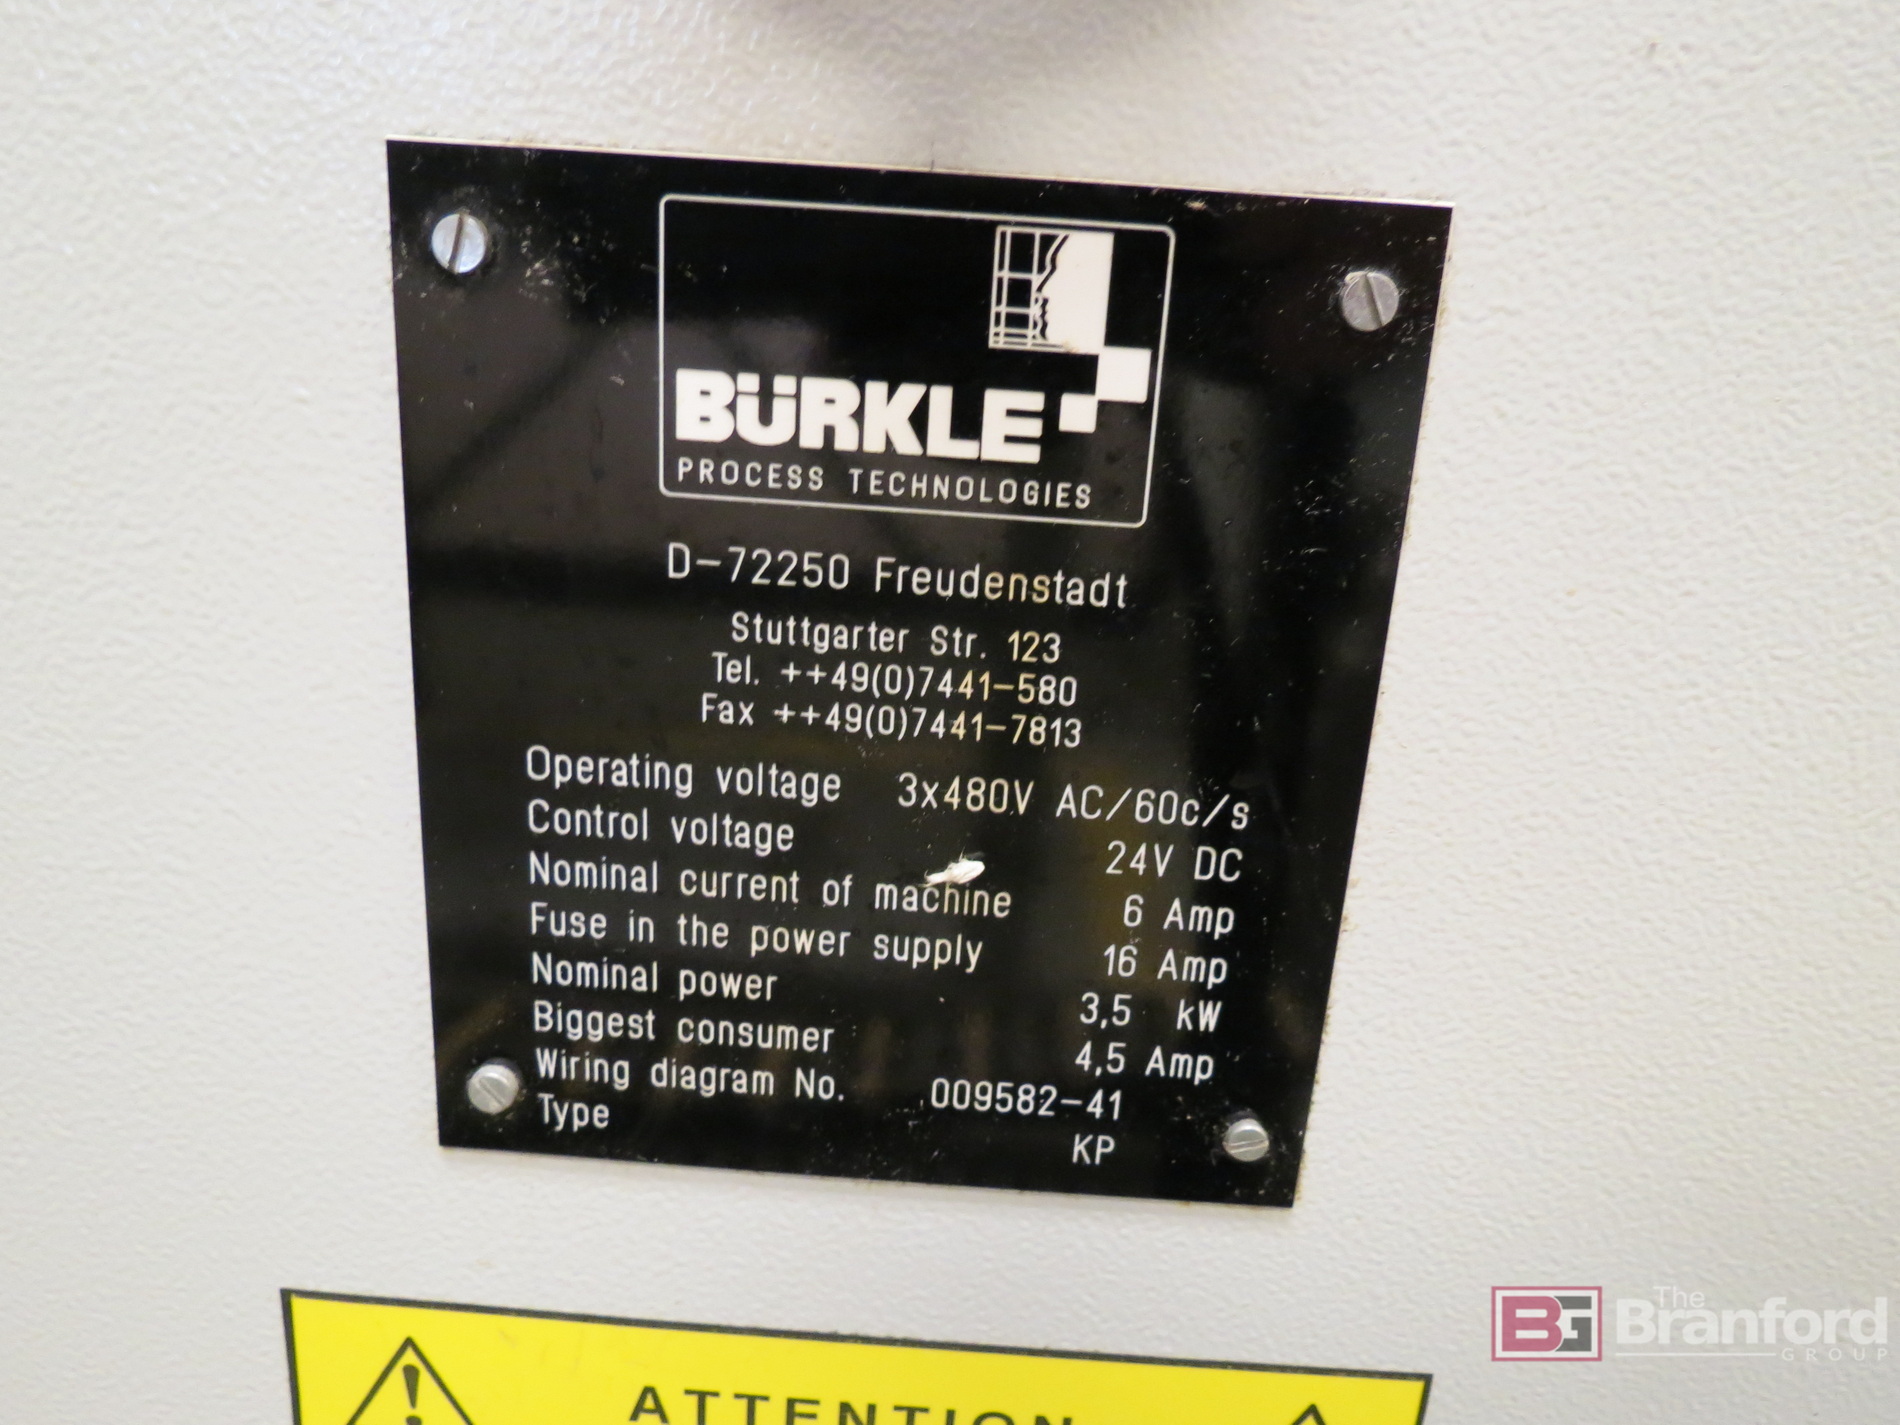 BÜRKLE
PROCESS TECHNOLOGIES
D-72250 Freudenstadt
Stuttgarter Str. 123
Tel. ++49(0)7441-580
Fax ++49(0)7441-7813
Operating voltage 3x480V AC/60c/s
Control voltage 24V DC
Nominal current of machine 6 Amp
Fuse in the power supply 16 Amp
Nominal power 3,5 kW
Biggest consumer 4,5 Amp
Wiring diagram No. 009582-41
Type KP
ATTENTION
BG The
Branford
GROUP